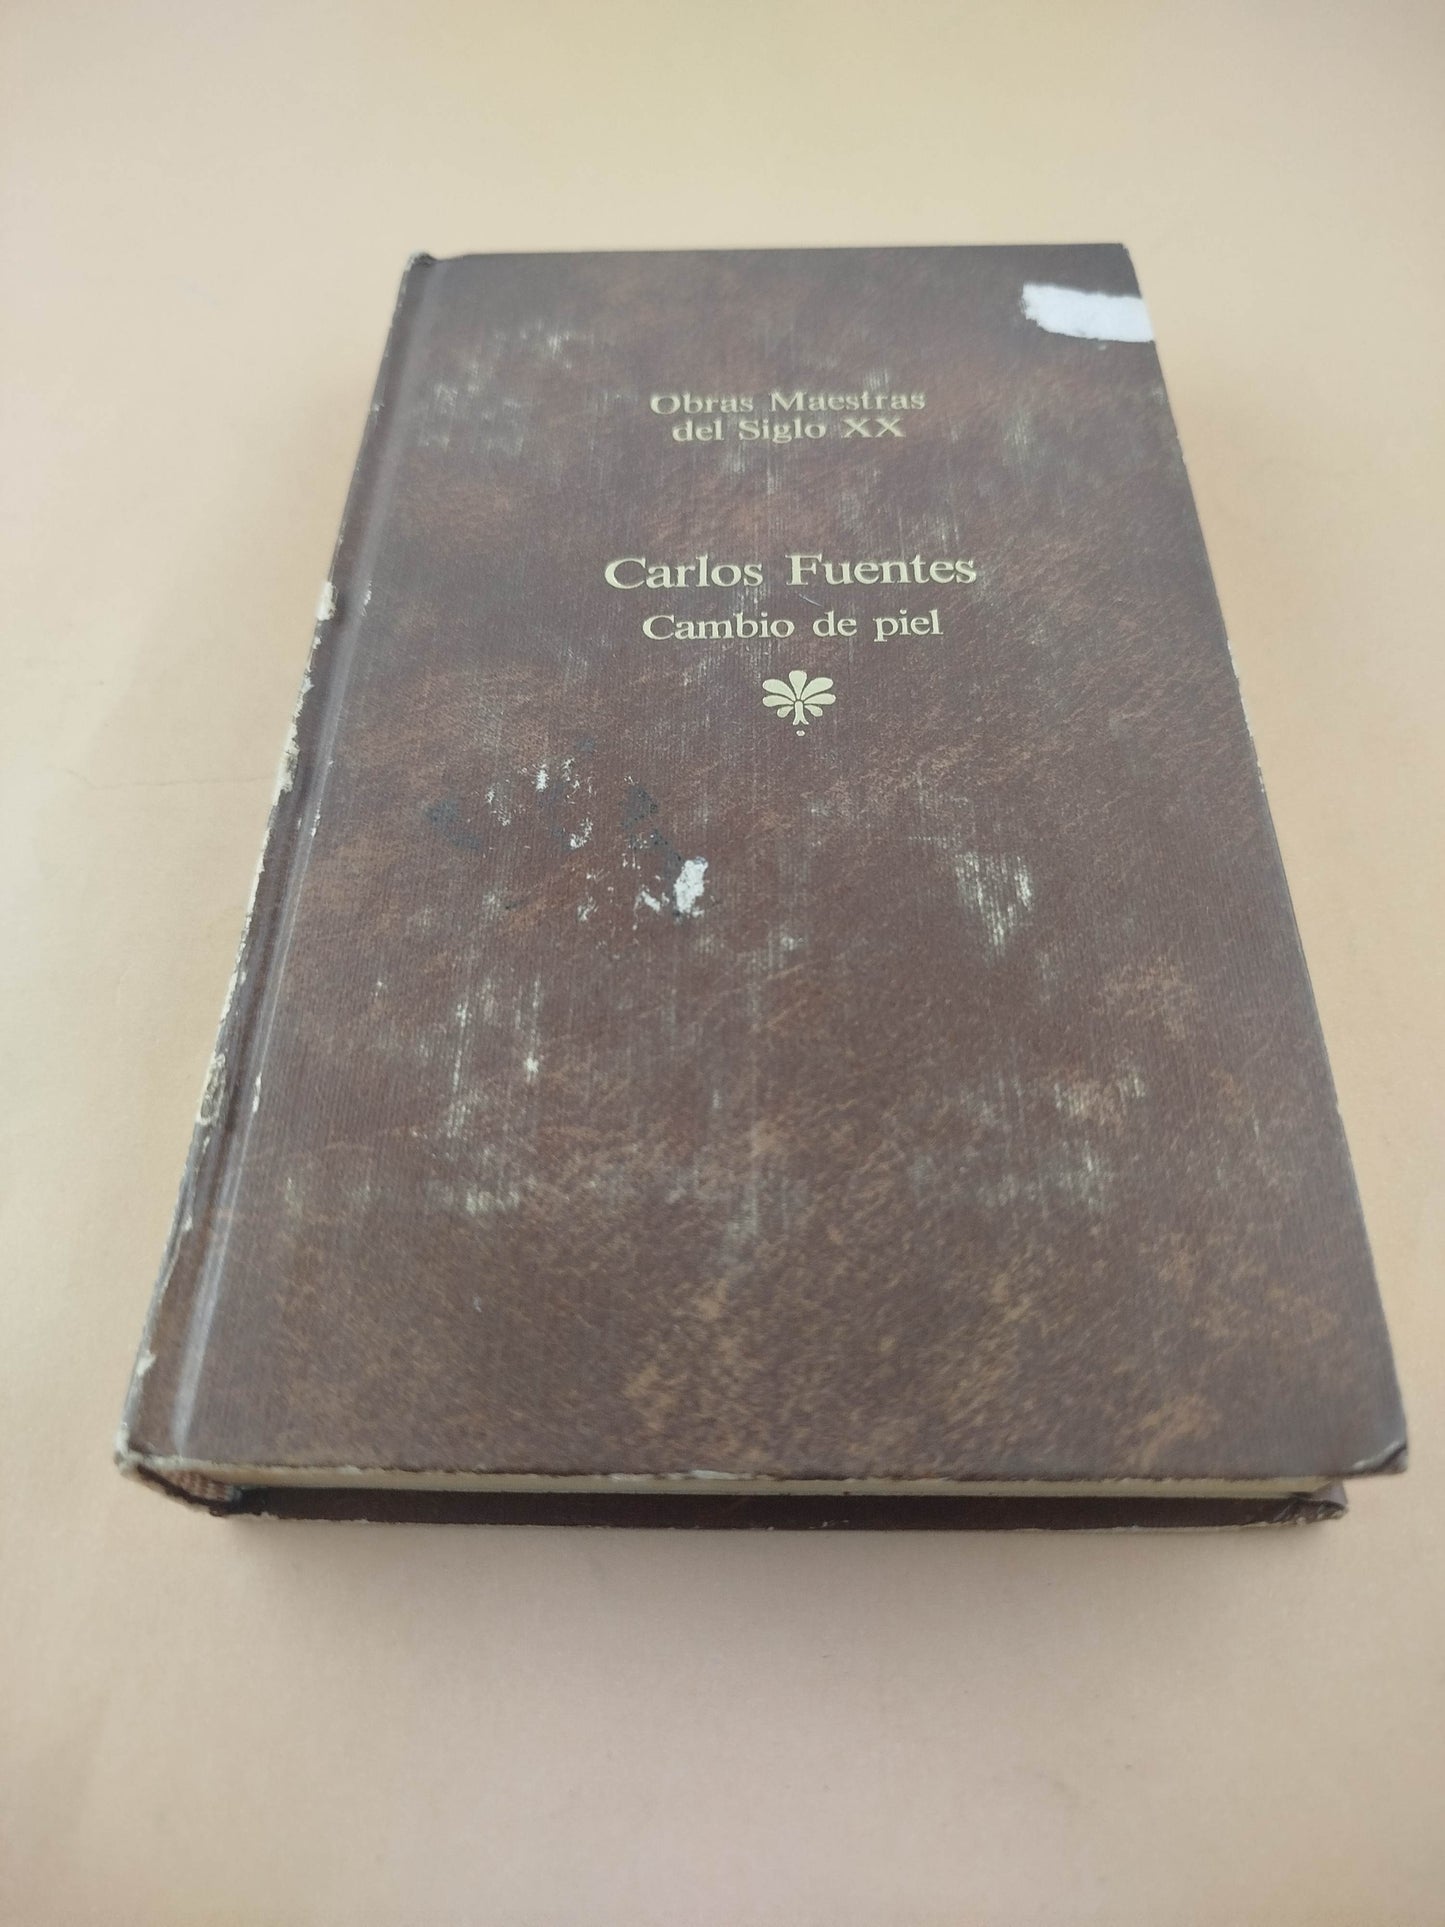 Obras Maestras
del Siglo XX
Carlos Fuentes
Cambio de piel